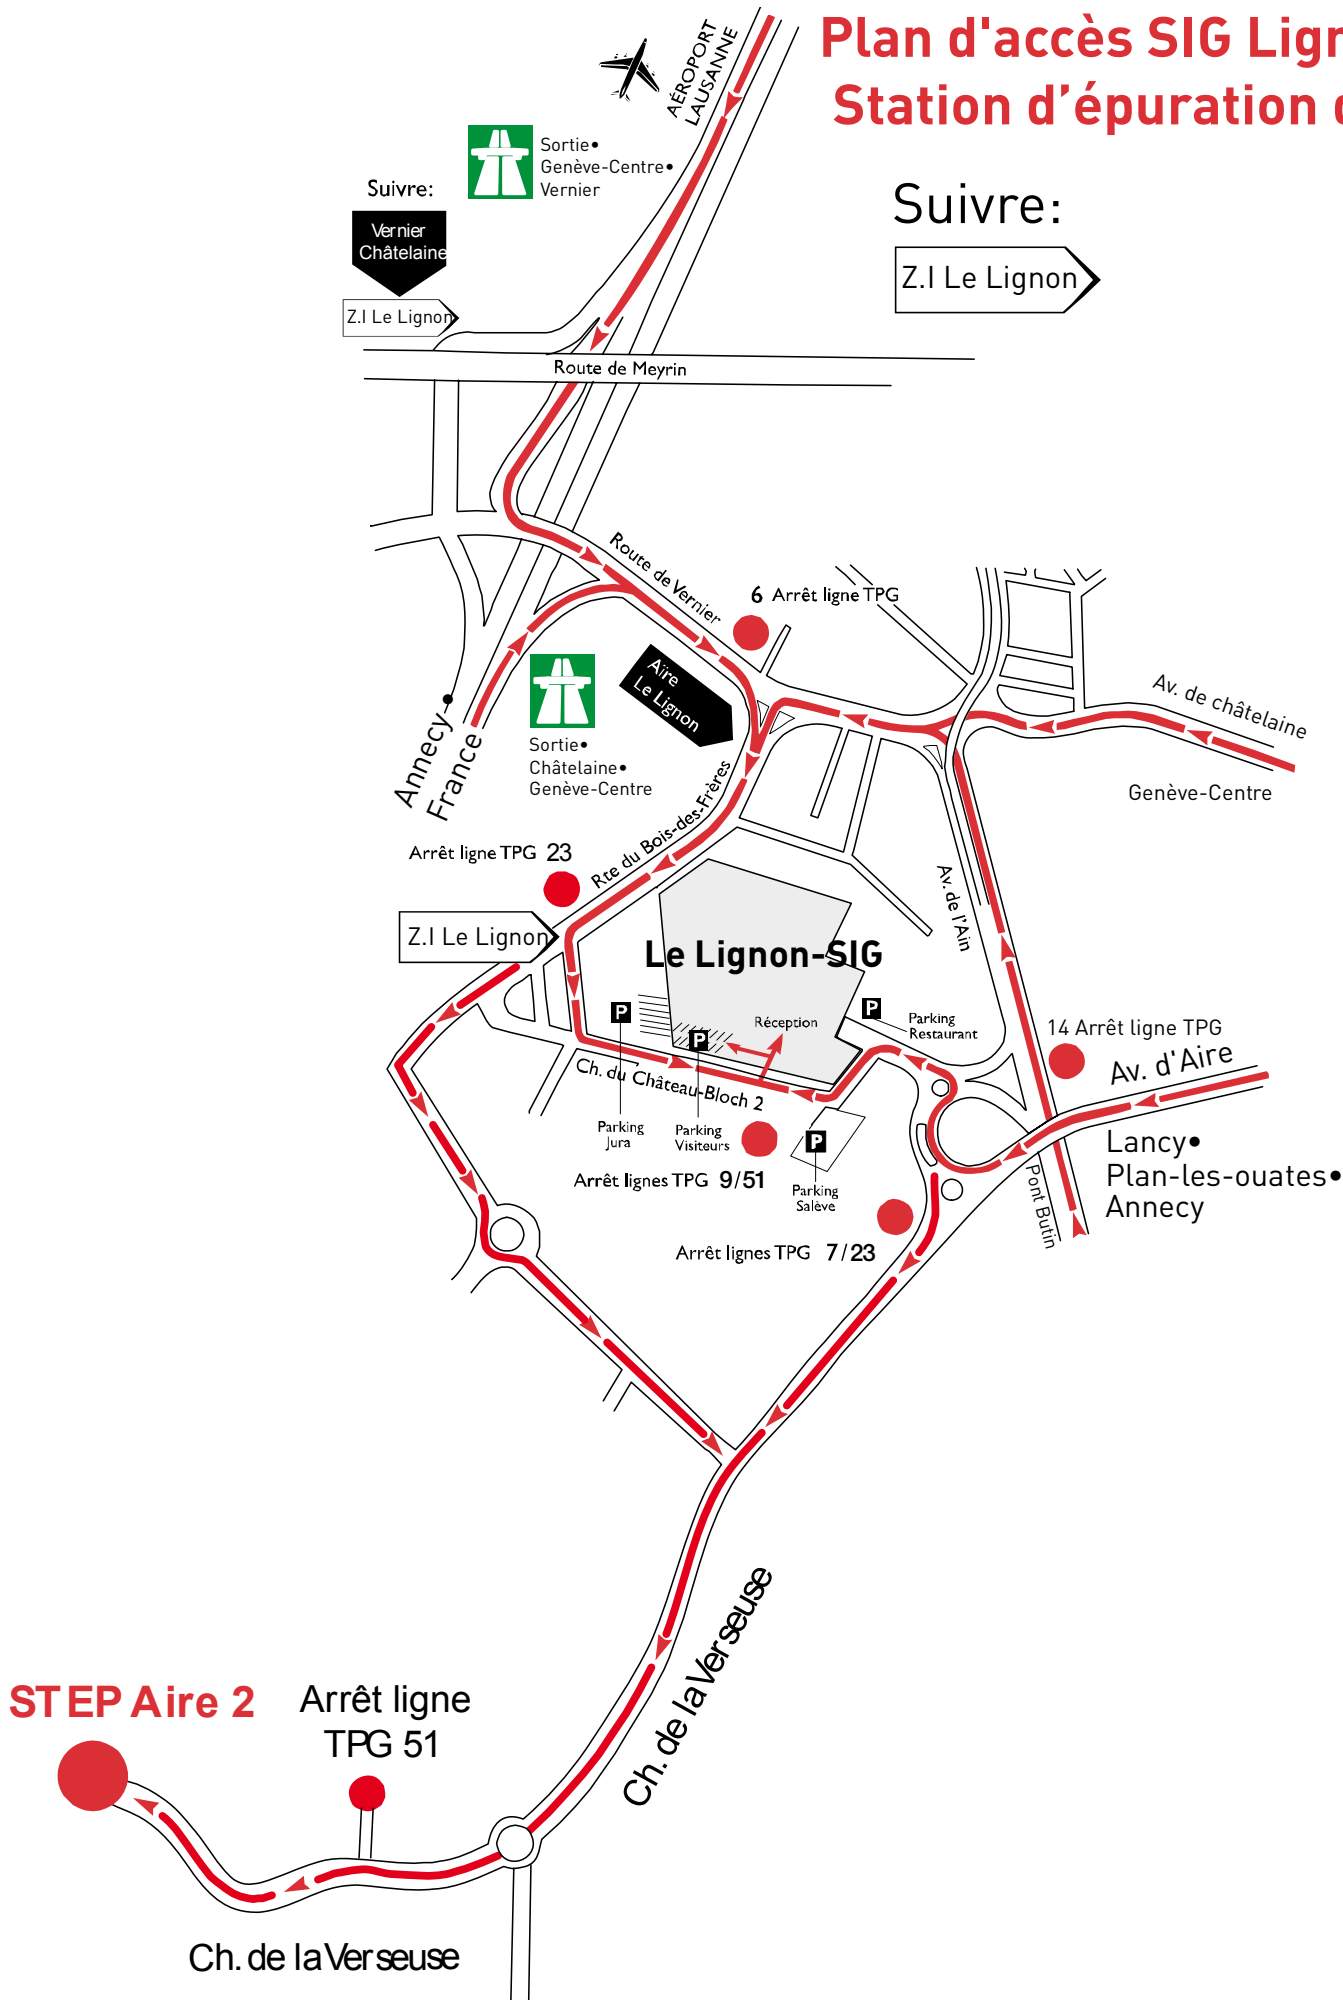 Plan d'accès SIG Lign
Station d'épuration d
AÉROPORT
LAUSANNE
Sortie•
Genève-Centre•
Vernier
Suivre:
Vernier
Châtelaine
Z.I Le Lignon
Suivre:
Z.I Le Lignon
Route de Meyrin
Route de Vernier
6 Arrêt ligne TPG
Aire
Le Lignon
Av. de châtelaine
Genève-Centre
Annecy
France
Sortie•
Châtelaine•
Genève-Centre
Rte du Bois-des-Frères
Arrêt ligne TPG 23
Z.I Le Lignon
Av. de l'Ain
Le Lignon-SIG
P
P
P
Réception
Parking
Restaurant
14 Arrêt ligne TPG
Av. d'Aire
Ch. du Château-Bloch 2
Parking
Jura
Parking
Visiteurs
P
Parking
Salève
Arrêt lignes TPG 9/51
Lancy•
Plan-les-ouates•
Annecy
Pont Butin
Arrêt lignes TPG 7/23
Ch. de la Verseuse
STEP Aire 2
Arrêt ligne
TPG 51
Ch. de la Verseuse